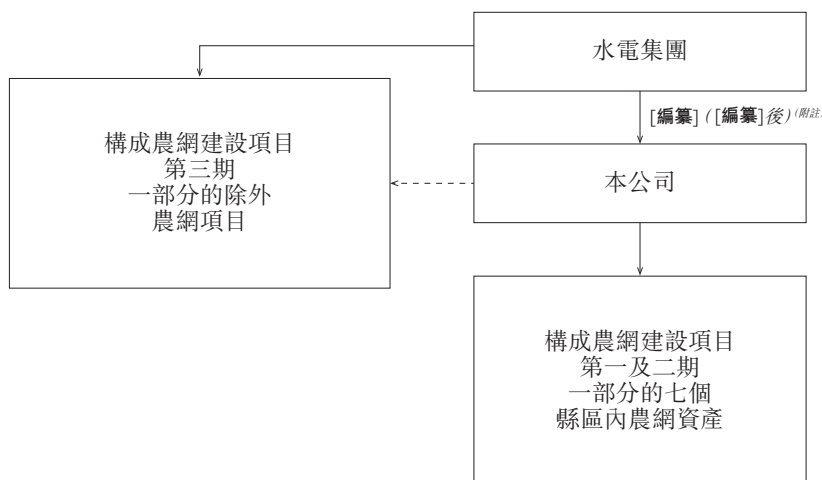 水電集團
[編纂]（[編纂]後）(附註)
構成農網建設項目
第三期
一部分的除外
農網項目
本公司
構成農網建設項目
第一及二期
一部分的七個
縣區內農網資產